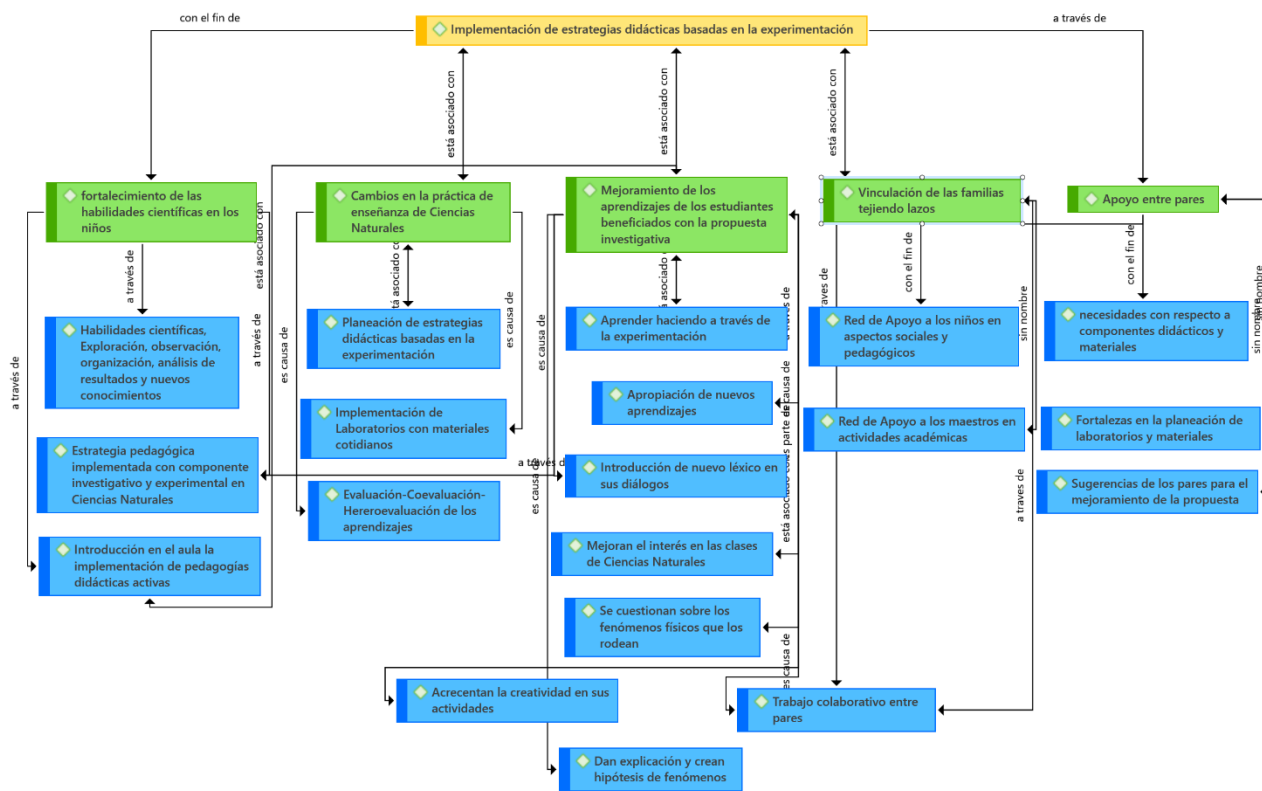 con el fin de
a través de
Implementación de estrategias didácticas basadas en la experimentación
está asociado con
está asociado con
está asociado con
fortalecimiento de las
habilidades científicas en los
niños
Cambios en la práctica de
enseñanza de Ciencias
Naturales
Mejoramiento de los
aprendizajes de los estudiantes
beneficiados con la propuesta
investigativa
Vinculación de las familias
tejiendo lazos
Apoyo entre pares
está asociado con
a través de
a través de
a través de
es causa de
es causa de
con el fin de
con el fin de
sin nombre
sin nombre
Habilidades científicas,
Exploración, observación,
organización, análisis de
resultados y nuevos
conocimientos
Planeación de estrategias
didácticas basadas en la
experimentación
Aprender haciendo a través de
la experimentación
Red de Apoyo a los niños en
aspectos sociales y
pedagógicos
necesidades con respecto a
componentes didácticos y
materiales
Implementación de
Laboratorios con materiales
cotidianos
Apropiación de nuevos
aprendizajes
Red de Apoyo a los maestros en
actividades académicas
Fortalezas en la planeación de
laboratorios y materiales
Estrategia pedagógica
implementada con componente
investigativo y experimental en
Ciencias Naturales
a través de
es causa de
Introducción de nuevo léxico en
sus diálogos
a través de
Sugerencias de los pares para el
mejoramiento de la propuesta
Evaluación-Coevaluación-
Hereroevaluación de los
aprendizajes
Introducción en el aula la
implementación de pedagogías
didácticas activas
Mejoran el interés en las clases
de Ciencias Naturales
Se cuestionan sobre los
fenómenos físicos que los
rodean
es causa de
Acrecentan la creatividad en sus
actividades
Trabajo colaborativo entre
pares
Dan explicación y crean
hipótesis de fenómenos